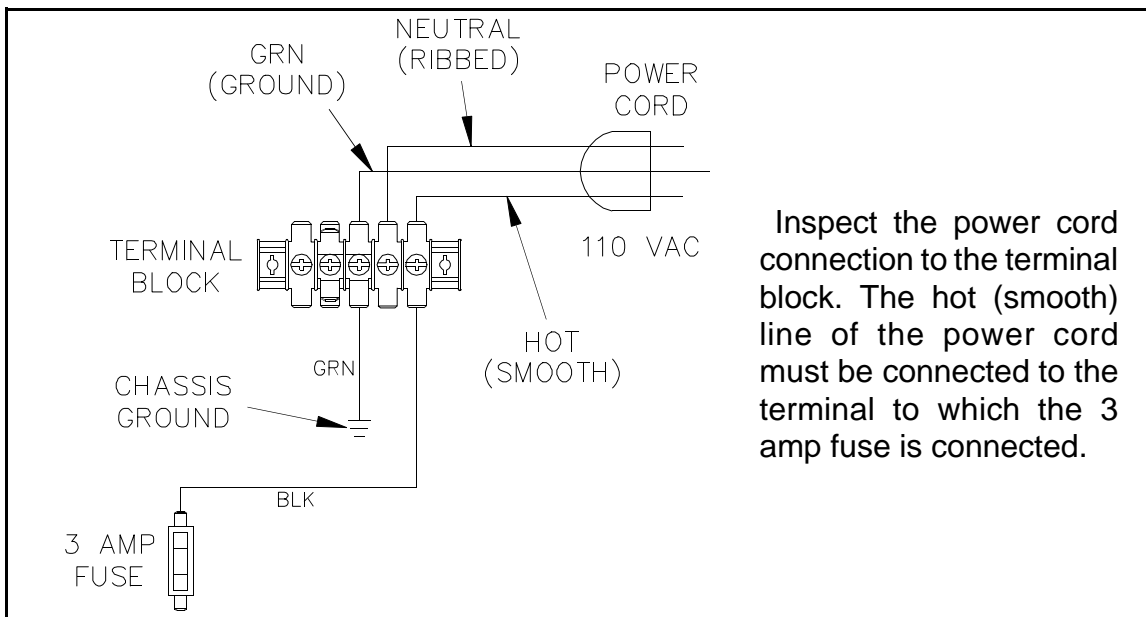 NEUTRAL
(RIBBED)
GRN
(GROUND)
POWER
CORD
TERMINAL
BLOCK
110 VAC
HOT
(SMOOTH)
GRN
CHASSIS
GROUND
BLK
3 AMP
FUSE
Inspect the power cord
connection to the terminal
block. The hot (smooth)
line of the power cord
must be connected to the
terminal to which the 3
amp fuse is connected.